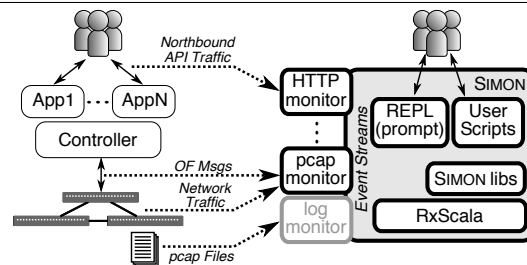 Northbound
API Traffic
App1
AppN
Controller
OF Msgs
Network
Traffic
pcap Files
HTTP
monitor
pcap
monitor
log
monitor
Event Streams
SIMON
REPL
(prompt)
User
Scripts
SIMON libs
RxScala